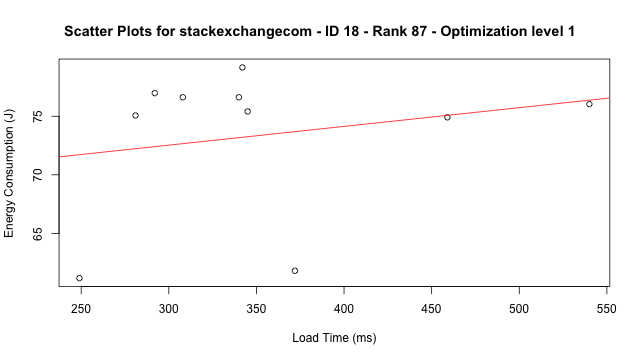 Scatter Plots for stackexchangecom - ID 18 - Rank 87 - Optimization level 1
Energy Consumption (J)
75
70
65
250 300 350 400 450 500 550
Load Time (ms)